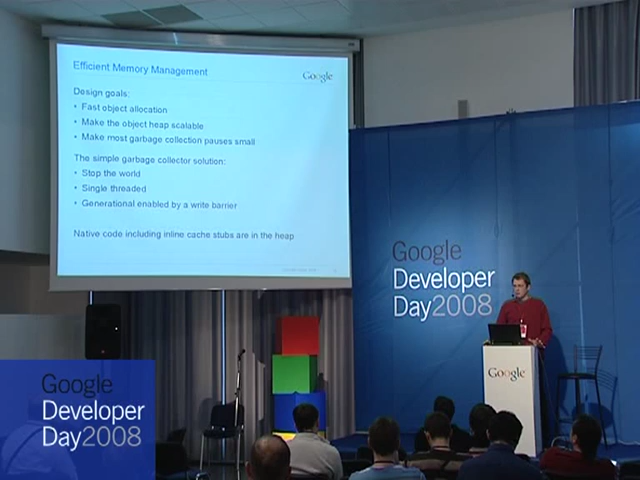 Efficient Memory Management
Google
Design goals:
• Fast object allocation
• Make the object heap scalable
• Make most garbage collection pauses small
The simple garbage collector solution:
• Stop the world
• Single threaded
• Generational enabled by a write barrier
Native code including inline cache stubs are in the heap
Google
Developer
Day2008
Google
Google
Developer
Day2008